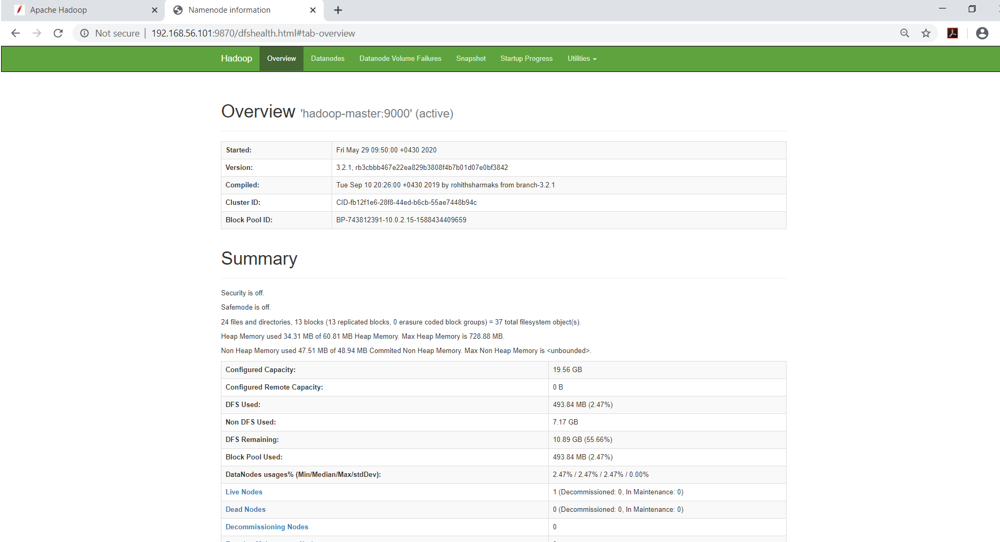 Apache Hadoop
Namenode information
Not secure
192.168.56.101:9870/dfshealth.html#tab-overview
Hadoop Overview Datanodes Datanode Volume Failures Snapshot Startup Progress Utilities
Overview 'hadoop-master:9000' (active)
Started: Fri May 29 09:50:00 +0430 2020
Version: 3.2.1, rb3cbbb467e22ea829b3808f4b7b01d07e0bf3842
Compiled: Tue Sep 10 20:26:00 +0430 2019 by rohithsharmaks from branch-3.2.1
Cluster ID: CID-fb12f1e6-28f8-44ed-b6cb-55ae7448b94c
Block Pool ID: BP-743812391-10.0.2.15-1588434409659
Summary
Security is off.
Safemode is off.
24 files and directories, 13 blocks (13 replicated blocks, 0 erasure coded block groups) = 37 total filesystem object(s).
Heap Memory used 34.31 MB of 60.81 MB Heap Memory. Max Heap Memory is 728.88 MB.
Non Heap Memory used 47.51 MB of 48.94 MB Commited Non Heap Memory. Max Non Heap Memory is <unbounded>.
Configured Capacity: 19.56 GB
Configured Remote Capacity: 0 B
DFS Used: 493.84 MB (2.47%)
Non DFS Used: 7.17 GB
DFS Remaining: 10.89 GB (55.66%)
Block Pool Used: 493.84 MB (2.47%)
DataNodes usages% (Min/Median/Max/stdDev): 2.47% / 2.47% / 2.47% / 0.00%
Live Nodes 1 (Decommissioned: 0, In Maintenance: 0)
Dead Nodes 0 (Decommissioned: 0, In Maintenance: 0)
Decommissioning Nodes 0